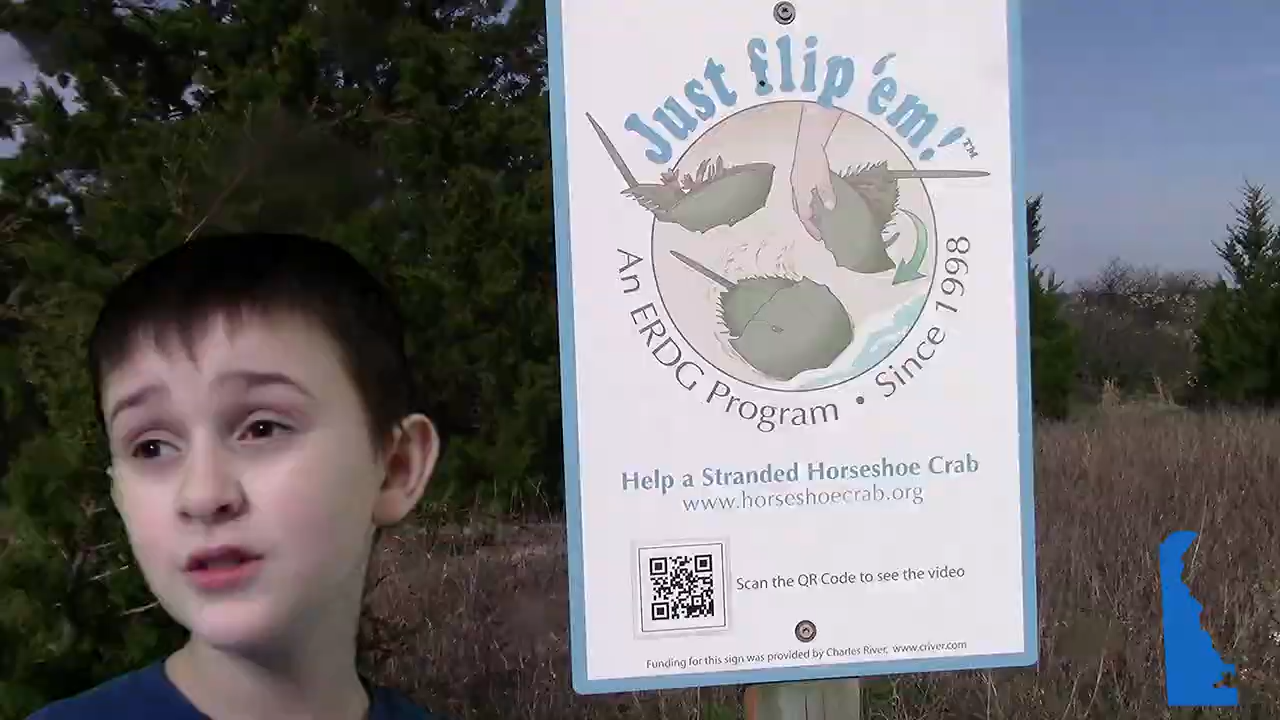 Just flip 'em!™
An ERDG Program • Since 1998
Help a Stranded Horseshoe Crab
www.horseshoecrab.org
Scan the QR Code to see the video
Funding for this sign was provided by Charles River, www.criver.com